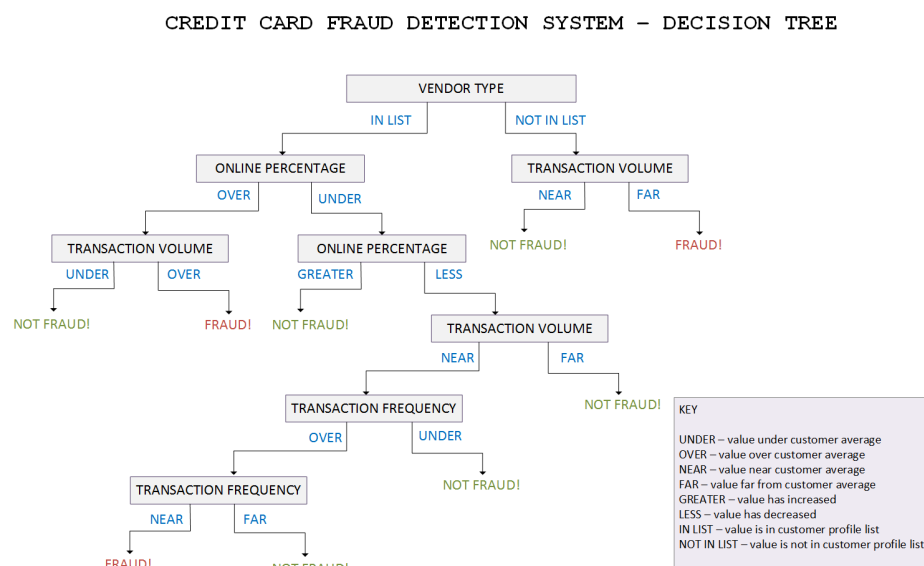 CREDIT CARD FRAUD DETECTION SYSTEM – DECISION TREE
VENDOR TYPE
IN LIST
NOT IN LIST
ONLINE PERCENTAGE
TRANSACTION VOLUME
OVER
UNDER
NEAR
FAR
TRANSACTION VOLUME
ONLINE PERCENTAGE
NOT FRAUD!
FRAUD!
UNDER
OVER
GREATER
LESS
NOT FRAUD!
FRAUD!
NOT FRAUD!
TRANSACTION VOLUME
NEAR
FAR
TRANSACTION FREQUENCY
NOT FRAUD!
OVER
UNDER
TRANSACTION FREQUENCY
NOT FRAUD!
NEAR
FAR
FRAUD!
NOT FRAUD!
KEY
UNDER – value under customer average
OVER – value over customer average
NEAR – value near customer average
FAR – value far from customer average
GREATER – value has increased
LESS – value has decreased
IN LIST – value is in customer profile list
NOT IN LIST – value is not in customer profile list